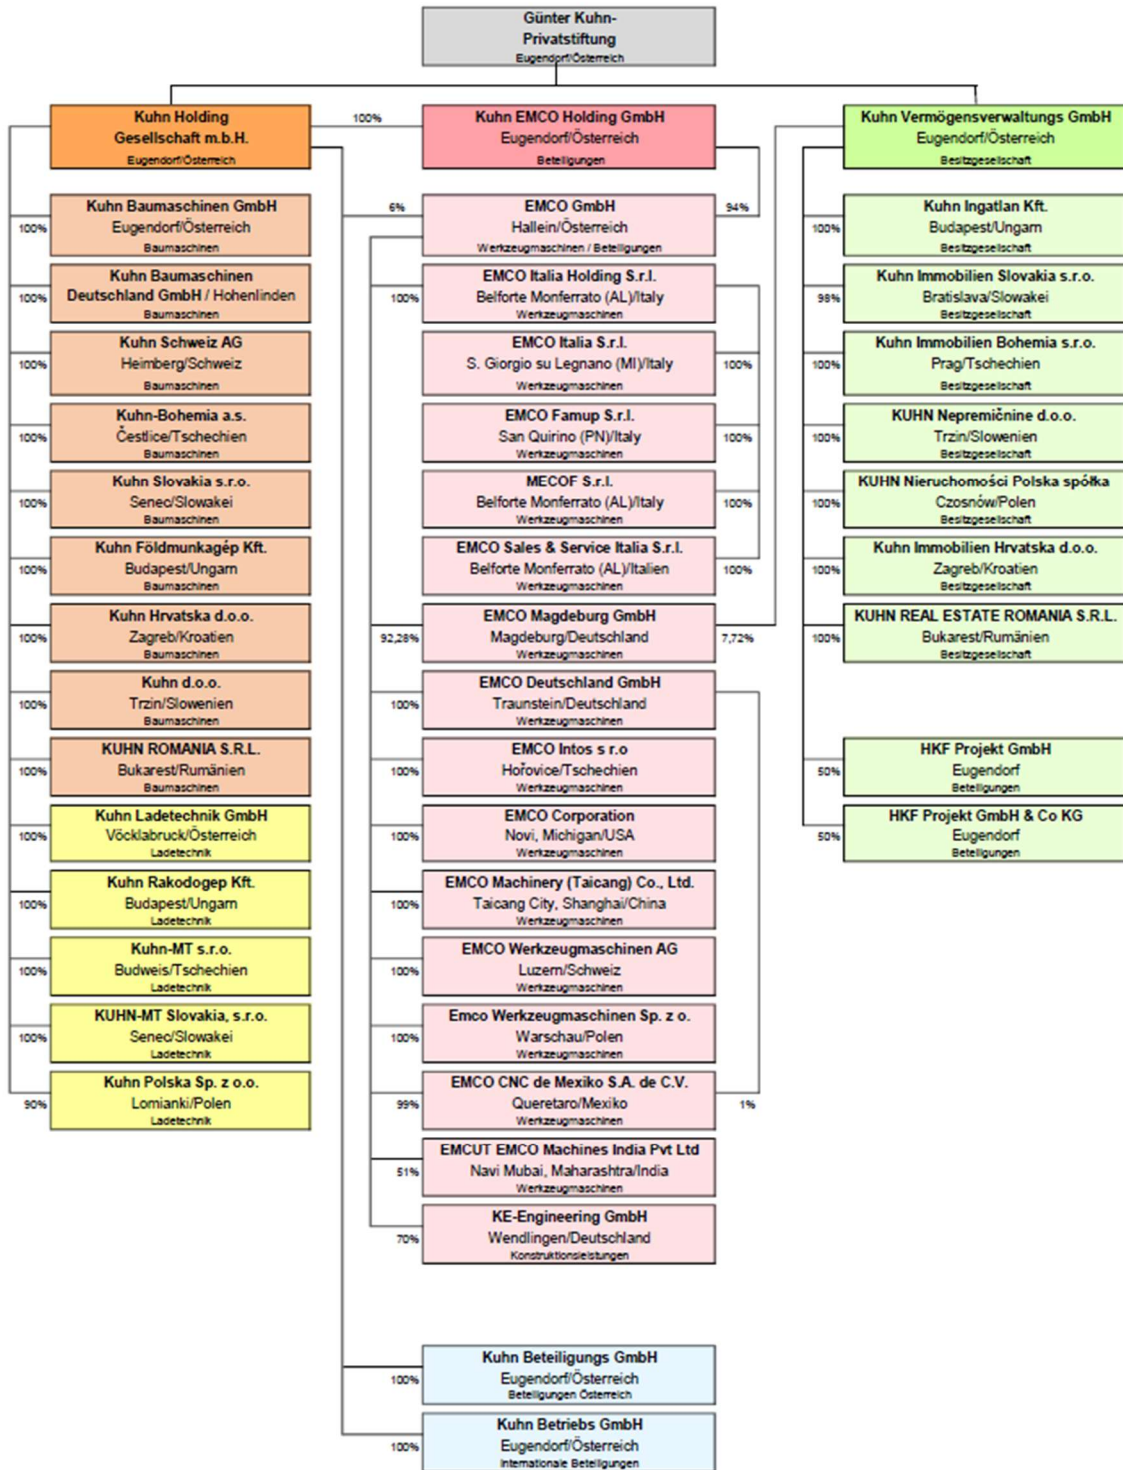 Günter Kuhn-
Privatstiftung
Eugendorf/Österreich
Kuhn Holding
Gesellschaft m.b.H.
Eugendorf/Österreich
100%
Kuhn EMCO Holding GmbH
Eugendorf/Österreich
Beteiligungen
Kuhn Vermögensverwaltungs GmbH
Eugendorf/Österreich
Besitzgesellschaft
100%
Kuhn Baumaschinen GmbH
Eugendorf/Österreich
Baumaschinen
100%
Kuhn Baumaschinen
Deutschland GmbH / Hohenlinden
Baumaschinen
100%
Kuhn Schweiz AG
Heimberg/Schweiz
Baumaschinen
100%
Kuhn-Bohemia a.s.
Čestlice/Tschechien
Baumaschinen
100%
Kuhn Slovakia s.r.o.
Senec/Slowakei
Baumaschinen
100%
Kuhn Földmunkagép Kft.
Budapest/Ungarn
Baumaschinen
100%
Kuhn Hrvatska d.o.o.
Zagreb/Kroatien
Baumaschinen
100%
Kuhn d.o.o.
Trzin/Slowenien
Baumaschinen
100%
KUHN ROMANIA S.R.L.
Bukarest/Rumänien
Baumaschinen
100%
Kuhn Ladetechnik GmbH
Vöcklabruck/Österreich
Ladetechnik
100%
Kuhn Rakodogep Kft.
Budapest/Ungarn
Ladetechnik
100%
Kuhn-MT s.r.o.
Budweis/Tschechien
Ladetechnik
100%
KUHN-MT Slovakia, s.r.o.
Senec/Slowakei
Ladetechnik
90%
Kuhn Polska Sp. z o.o.
Lomianki/Polen
Ladetechnik
6%
EMCO GmbH
94%
Hallein/Österreich
Werkzeugmaschinen / Beteiligungen
100%
EMCO Italia Holding S.r.l.
Belforte Monferrato (AL)/Italy
Werkzeugmaschinen
EMCO Italia S.r.l.
S. Giorgio su Legnano (MI)/Italy
100%
Werkzeugmaschinen
EMCO Famup S.r.l.
San Quirino (PN)/Italy
100%
Werkzeugmaschinen
MECOF S.r.l.
Belforte Monferrato (AL)/Italy
100%
Werkzeugmaschinen
EMCO Sales & Service Italia S.r.l.
Belforte Monferrato (AL)/Italien
100%
Werkzeugmaschinen
EMCO Magdeburg GmbH
92,28%
Magdeburg/Deutschland
7,72%
Werkzeugmaschinen
EMCO Deutschland GmbH
100%
Traunstein/Deutschland
Werkzeugmaschinen
EMCO Intos s r.o
100%
Hořovice/Tschechien
Werkzeugmaschinen
EMCO Corporation
100%
Novi, Michigan/USA
Werkzeugmaschinen
EMCO Machinery (Taicang) Co., Ltd.
100%
Taicang City, Shanghai/China
Werkzeugmaschinen
EMCO Werkzeugmaschinen AG
100%
Luzern/Schweiz
Werkzeugmaschinen
Emco Werkzeugmaschinen Sp. z o.
100%
Warschau/Polen
Werkzeugmaschinen
EMCO CNC de Mexiko S.A. de C.V.
99%
Queretaro/Mexiko
1%
Werkzeugmaschinen
EMCUT EMCO Machines India Pvt Ltd
51%
Navi Mubai, Maharashtra/India
Werkzeugmaschinen
KE-Engineering GmbH
70%
Wendlingen/Deutschland
Konstruktionsleistungen
Kuhn Beteiligungs GmbH
100%
Eugendorf/Österreich
Beteiligungen Österreich
Kuhn Betriebs GmbH
100%
Eugendorf/Österreich
Internationale Beteiligungen
Kuhn Ingatlan Kft.
100%
Budapest/Ungarn
Besitzgesellschaft
Kuhn Immobilien Slovakia s.r.o.
98%
Bratislava/Slowakei
Besitzgesellschaft
Kuhn Immobilien Bohemia s.r.o.
100%
Prag/Tschechien
Besitzgesellschaft
KUHN Nepremičnine d.o.o.
100%
Trzin/Slowenien
Besitzgesellschaft
KUHN Nieruchomości Polska spółka
100%
Czosnów/Polen
Besitzgesellschaft
Kuhn Immobilien Hrvatska d.o.o.
100%
Zagreb/Kroatien
Besitzgesellschaft
KUHN REAL ESTATE ROMANIA S.R.L.
100%
Bukarest/Rumänien
Besitzgesellschaft
HKF Projekt GmbH
50%
Eugendorf
Beteiligungen
HKF Projekt GmbH & Co KG
50%
Eugendorf
Beteiligungen